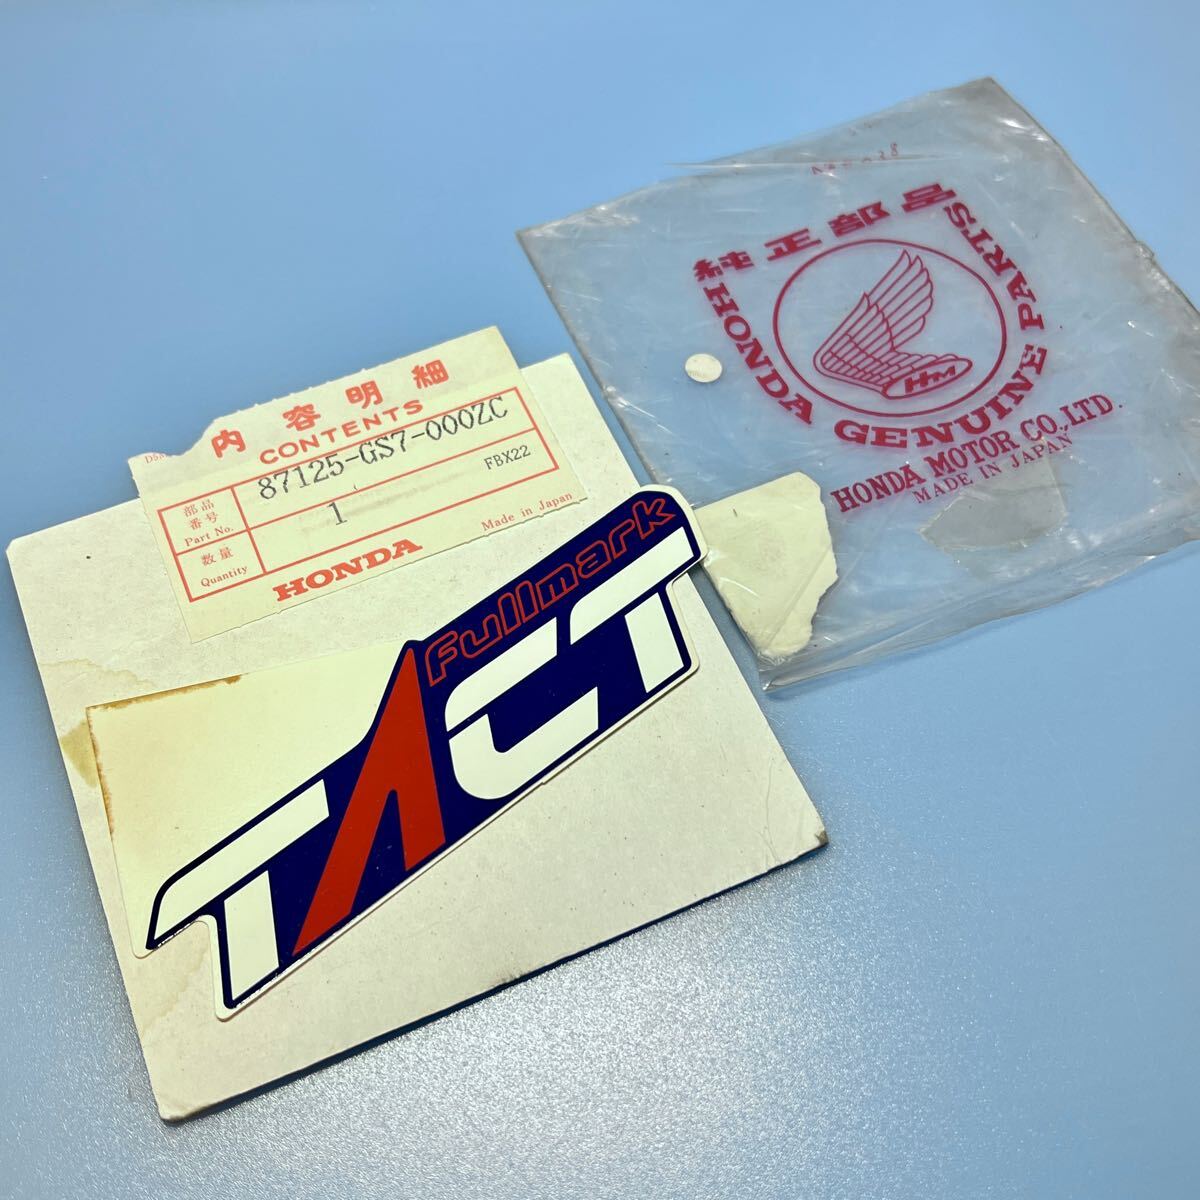 内容明細
CONTENTS
部品番号
Part No.
87125-GS7-000ZC
数量
Quantity
1
FBX22
HONDA
Made in Japan
Fullmark
TACT
純正部品
HONDA GENUINE PARTS
HM
HONDA MOTOR CO.,LTD.
MADE IN JAPAN